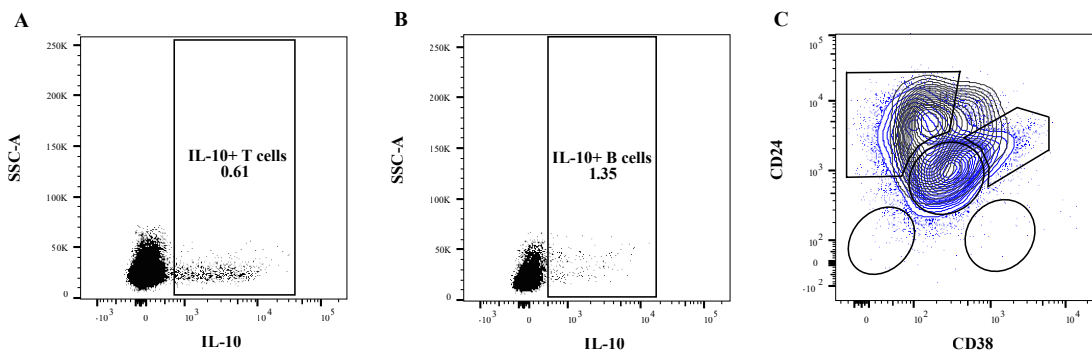 A
B
C
250K
200K
150K
100K
50K
0
SSC-A
IL-10+ T cells
0.61
-10³
0
10³
10⁴
10⁵
IL-10
250K
200K
150K
100K
50K
0
SSC-A
IL-10+ B cells
1.35
-10³
0
10³
10⁴
10⁵
IL-10
10⁵
10⁴
10³
10²
0
-10²
CD24
0
10²
10³
10⁴
CD38